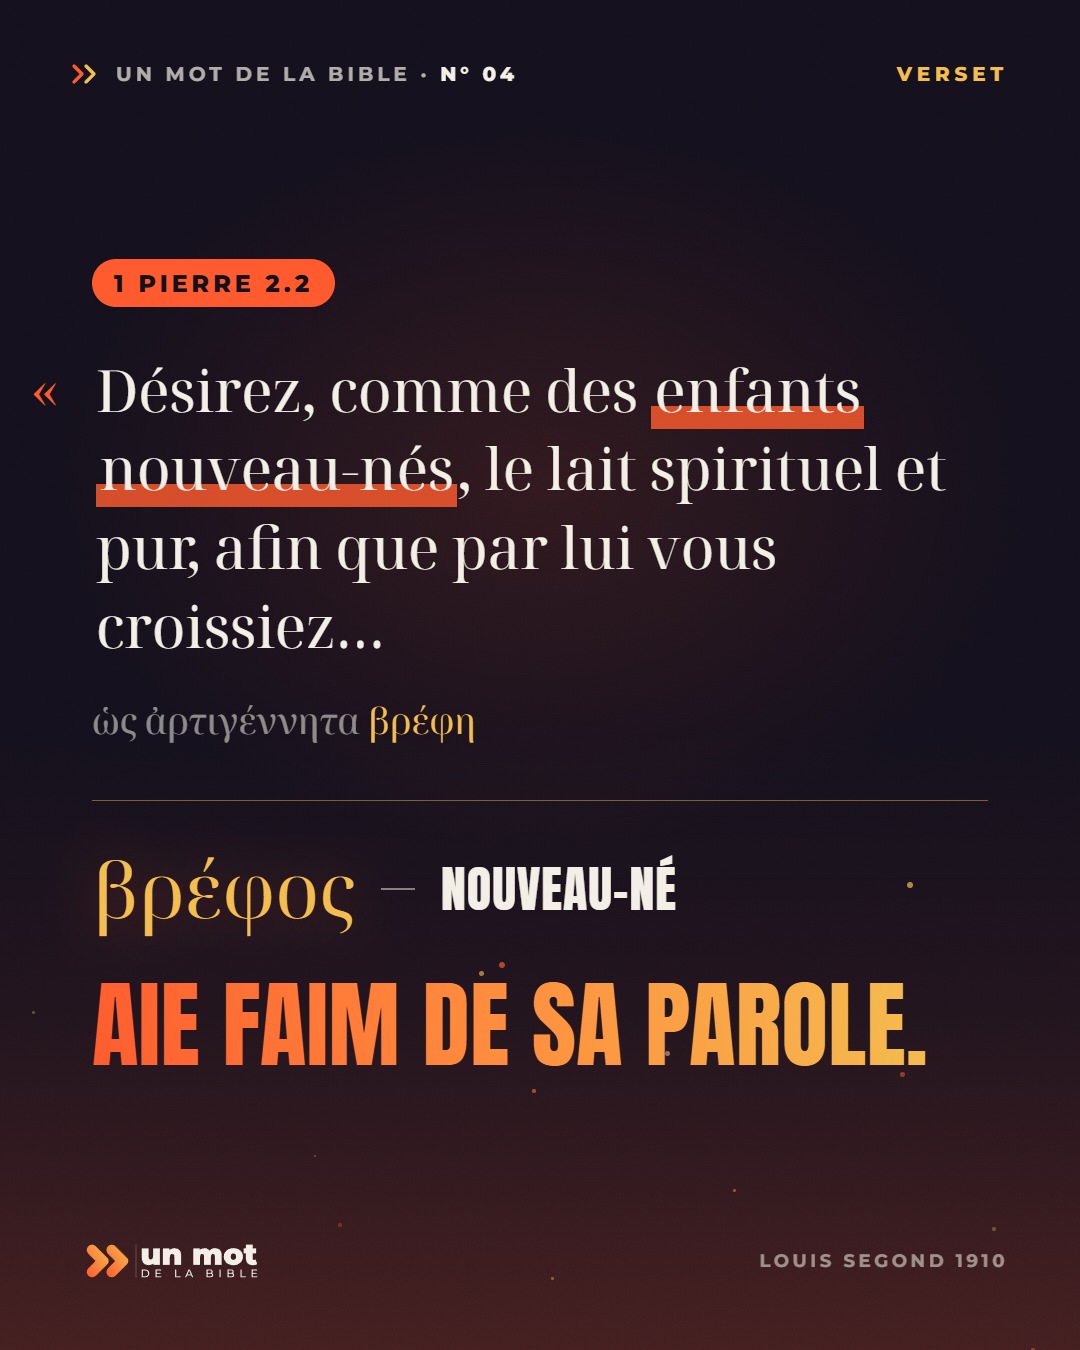 UN MOT DE LA BIBLE · N° 04
VERSET
1 PIERRE 2.2
« Désirez, comme des enfants
nouveau-nés, le lait spirituel et
pur, afin que par lui vous
croissiez…
ὡς ἀρτιγέννητα βρέφη
βρέφος — NOUVEAU-NÉ
AIE FAIM DE SA PAROLE.
un mot
DE LA BIBLE
LOUIS SEGOND 1910